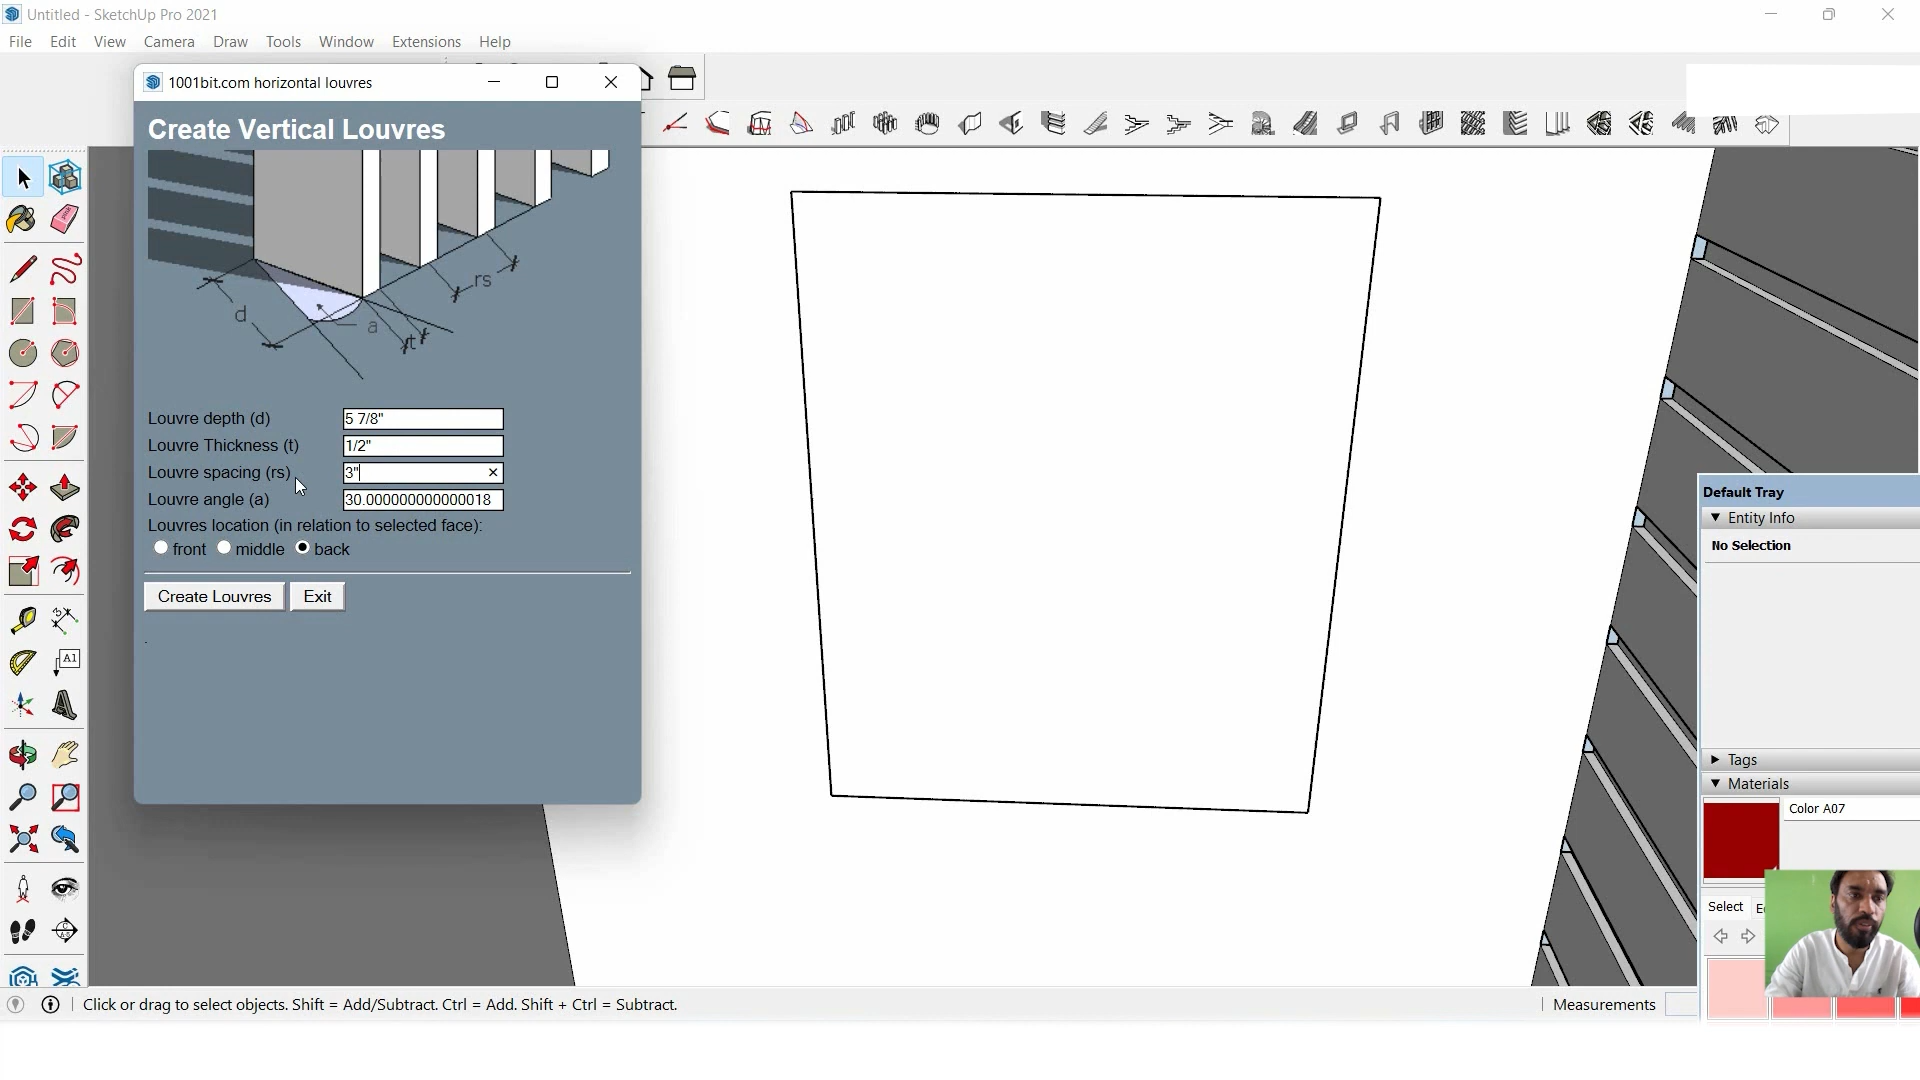 Untitled - SketchUp Pro 2021
File Edit View Camera Draw Tools Window Extensions Help
1001bit.com horizontal louvres
Create Vertical Louvres
d a t rs
Louvre depth (d) 5 7/8"
Louvre Thickness (t) 1/2"
Louvre spacing (rs) 3"
Louvre angle (a) 30.000000000000018
Louvres location (in relation to selected face):
front middle back
Create Louvres Exit
A1
Default Tray
Entity Info
No Selection
Tags
Materials
Color A07
Select
Click or drag to select objects. Shift = Add/Subtract. Ctrl = Add. Shift + Ctrl = Subtract.
Measurements